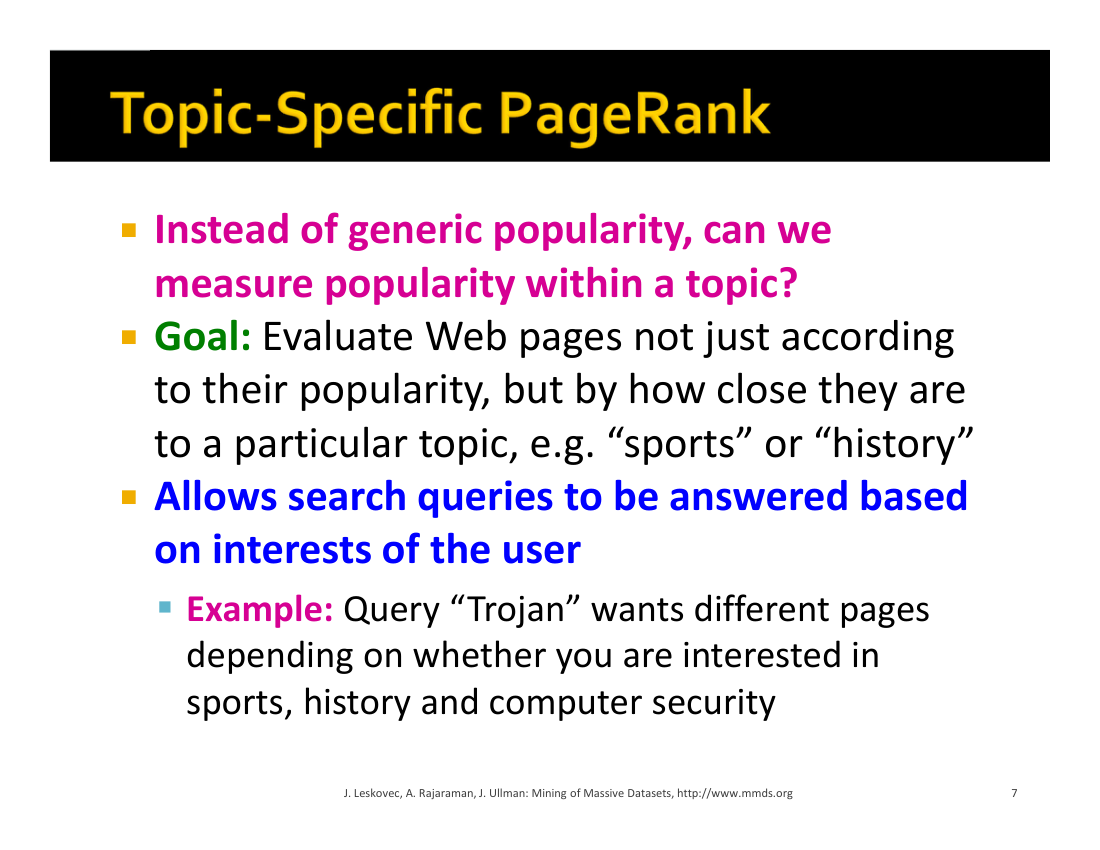 Topic-Specific PageRank
Instead of generic popularity, can we
measure popularity within a topic?
Goal: Evaluate Web pages not just according
to their popularity, but by how close they are
to a particular topic, e.g. “sports” or “history”
Allows search queries to be answered based
on interests of the user
Example: Query “Trojan” wants different pages
depending on whether you are interested in
sports, history and computer security
J. Leskovec, A. Rajaraman, J. Ullman: Mining of Massive Datasets, http://www.mmds.org
7